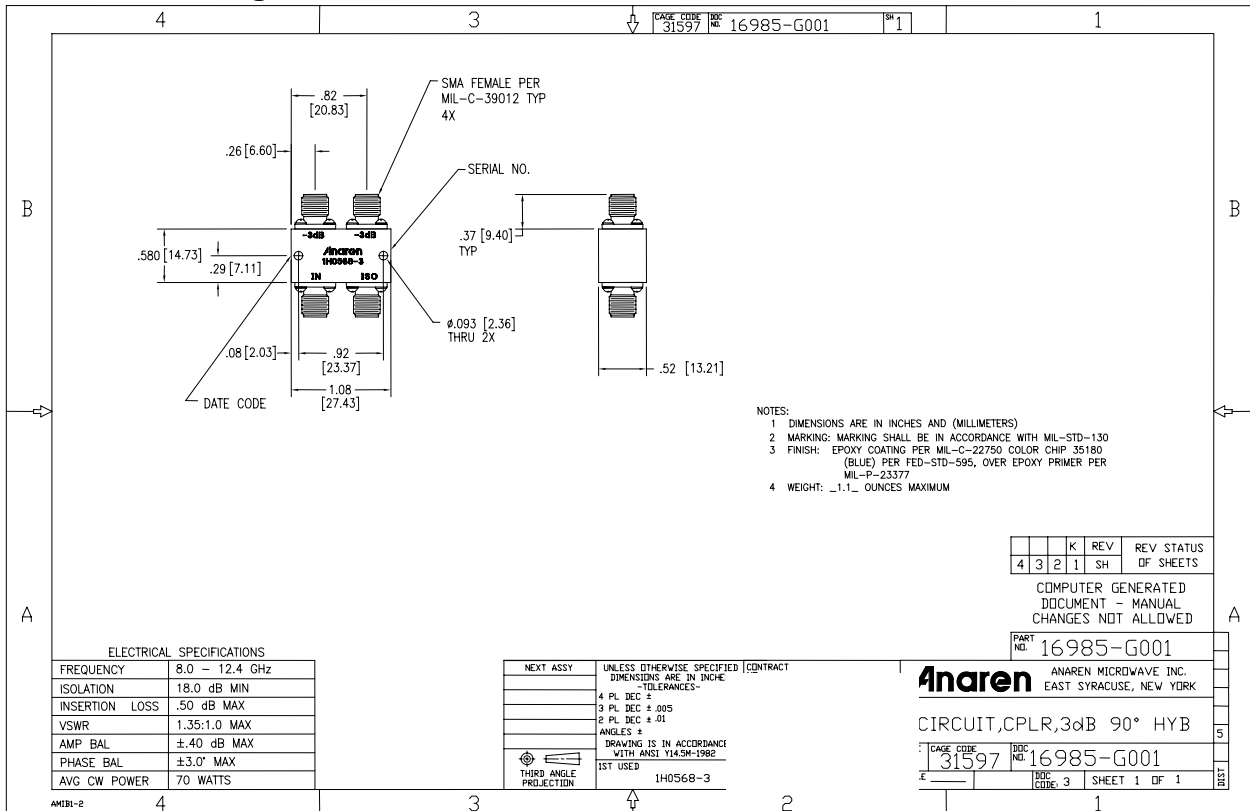 4 3 1
CAGE CODE 31597 DOC NO. 16985-G001 SH 1
SMA FEMALE PER
MIL-C-39012 TYP
4X
.82
[20.83]
.26 [6.60]
SERIAL NO.
B
B
-3dB -3dB
Anaren
1H0568-3
IN ISO
.580 [14.73]
.29 [7.11]
.37 [9.40]
TYP
Ø.093 [2.36]
THRU 2X
.08 [2.03]
.92
[23.37]
1.08
[27.43]
.52 [13.21]
DATE CODE
NOTES:
1 DIMENSIONS ARE IN INCHES AND (MILLIMETERS)
2 MARKING: MARKING SHALL BE IN ACCORDANCE WITH MIL-STD-130
3 FINISH: EPOXY COATING PER MIL-C-22750 COLOR CHIP 35180
(BLUE) PER FED-STD-595, OVER EPOXY PRIMER PER
MIL-P-23377
4 WEIGHT: _1.1_ OUNCES MAXIMUM
K REV REV STATUS
4 3 2 1 SH OF SHEETS
COMPUTER GENERATED
DOCUMENT - MANUAL
CHANGES NOT ALLOWED
A
A
PART NO. 16985-G001
ELECTRICAL SPECIFICATIONS
FREQUENCY 8.0 - 12.4 GHz
ISOLATION 18.0 dB MIN
INSERTION LOSS .50 dB MAX
VSWR 1.35:1.0 MAX
AMP BAL ±.40 dB MAX
PHASE BAL ±3.0° MAX
AVG CW POWER 70 WATTS
NEXT ASSY
UNLESS OTHERWISE SPECIFIED
DIMENSIONS ARE IN INCHE
-TOLERANCES-
4 PL DEC ±
3 PL DEC ± .005
2 PL DEC ± .01
ANGLES ±
DRAWING IS IN ACCORDANCE
WITH ANSI Y14.5M-1982
1ST USED
1H0568-3
THIRD ANGLE
PROJECTION
CONTRACT
Anaren
ANAREN MICROWAVE INC.
EAST SYRACUSE, NEW YORK
CIRCUIT,CPLR,3dB 90° HYB
CAGE CODE 31597 DOC NO. 16985-G001
DOC CODE: 3 SHEET 1 OF 1
5
DIST
AMIB1-2
4 3 2 1